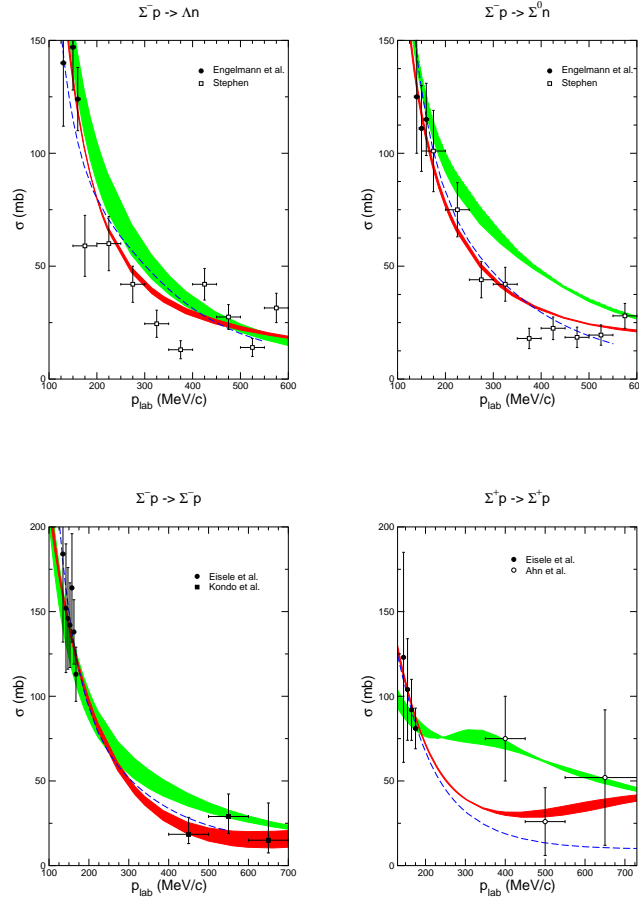 Σ⁻p -> Λn
150
100
50
0
σ (mb)
Engelmann et al.
Stephen
100 200 300 400 500 600
p_lab (MeV/c)
Σ⁻p -> Σ⁰n
150
100
50
0
σ (mb)
Engelmann et al.
Stephen
100 200 300 400 500 600
p_lab (MeV/c)
Σ⁻p -> Σ⁻p
200
150
100
50
0
σ (mb)
Eisele et al.
Kondo et al.
100 200 300 400 500 600 700
p_lab (MeV/c)
Σ⁺p -> Σ⁺p
200
150
100
50
0
σ (mb)
Eisele et al.
Ahn et al.
200 300 400 500 600 700
p_lab (MeV/c)